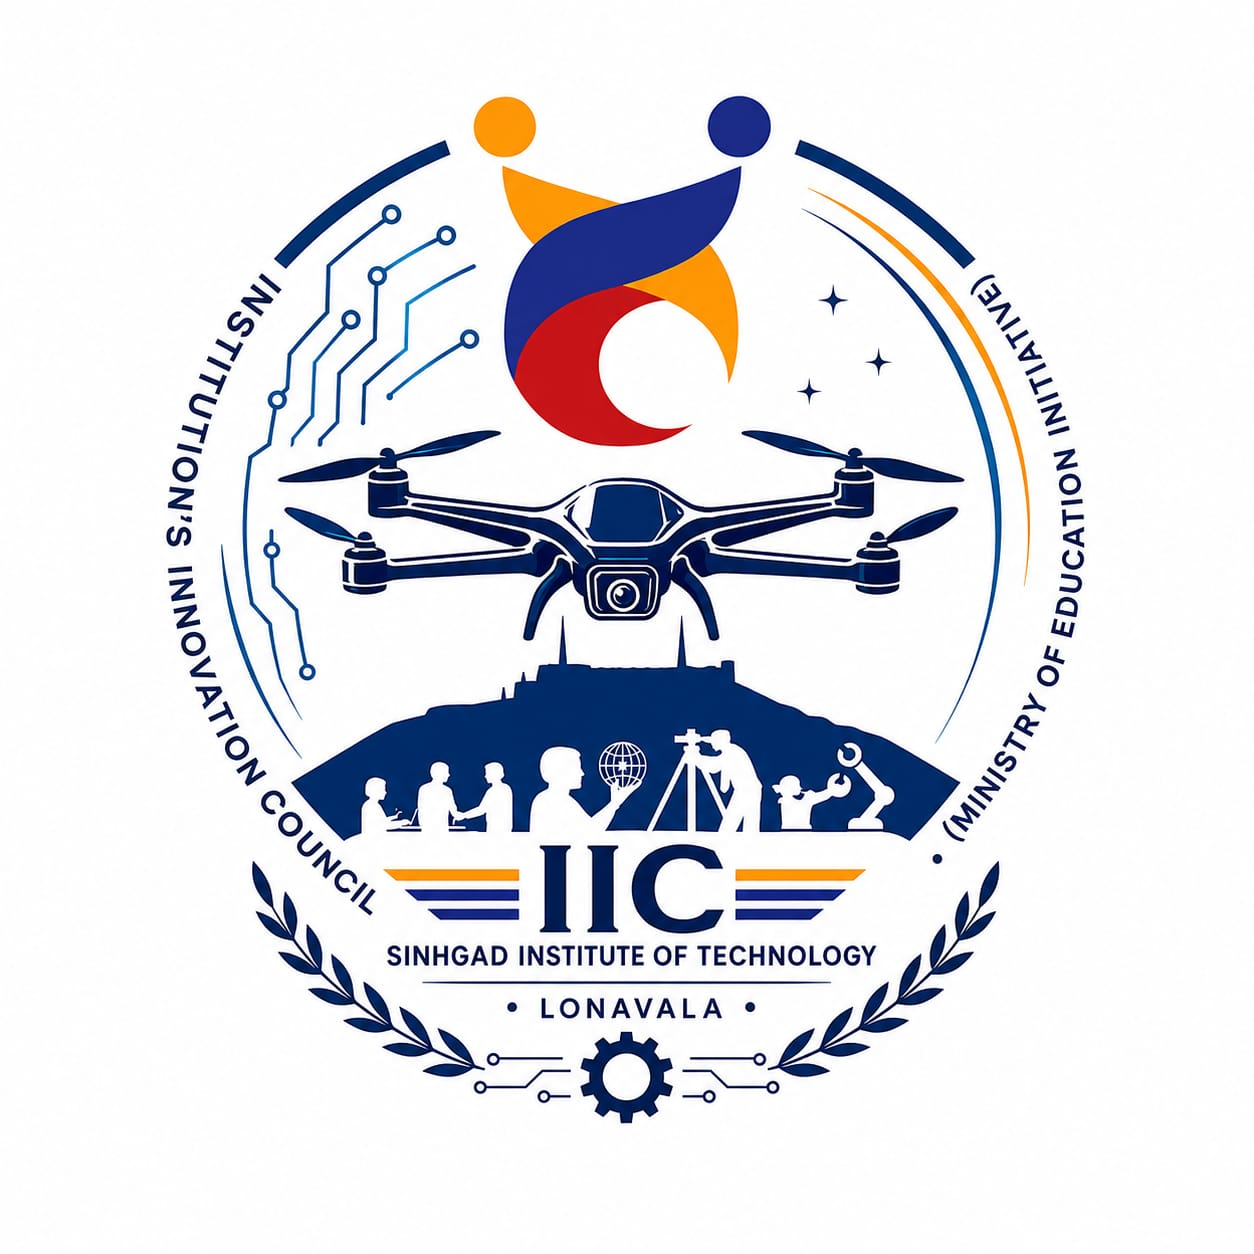 INSTITUTION'S INNOVATION COUNCIL
• (MINISTRY OF EDUCATION INITIATIVE)
IIC
SINHGAD INSTITUTE OF TECHNOLOGY
• LONAVALA •